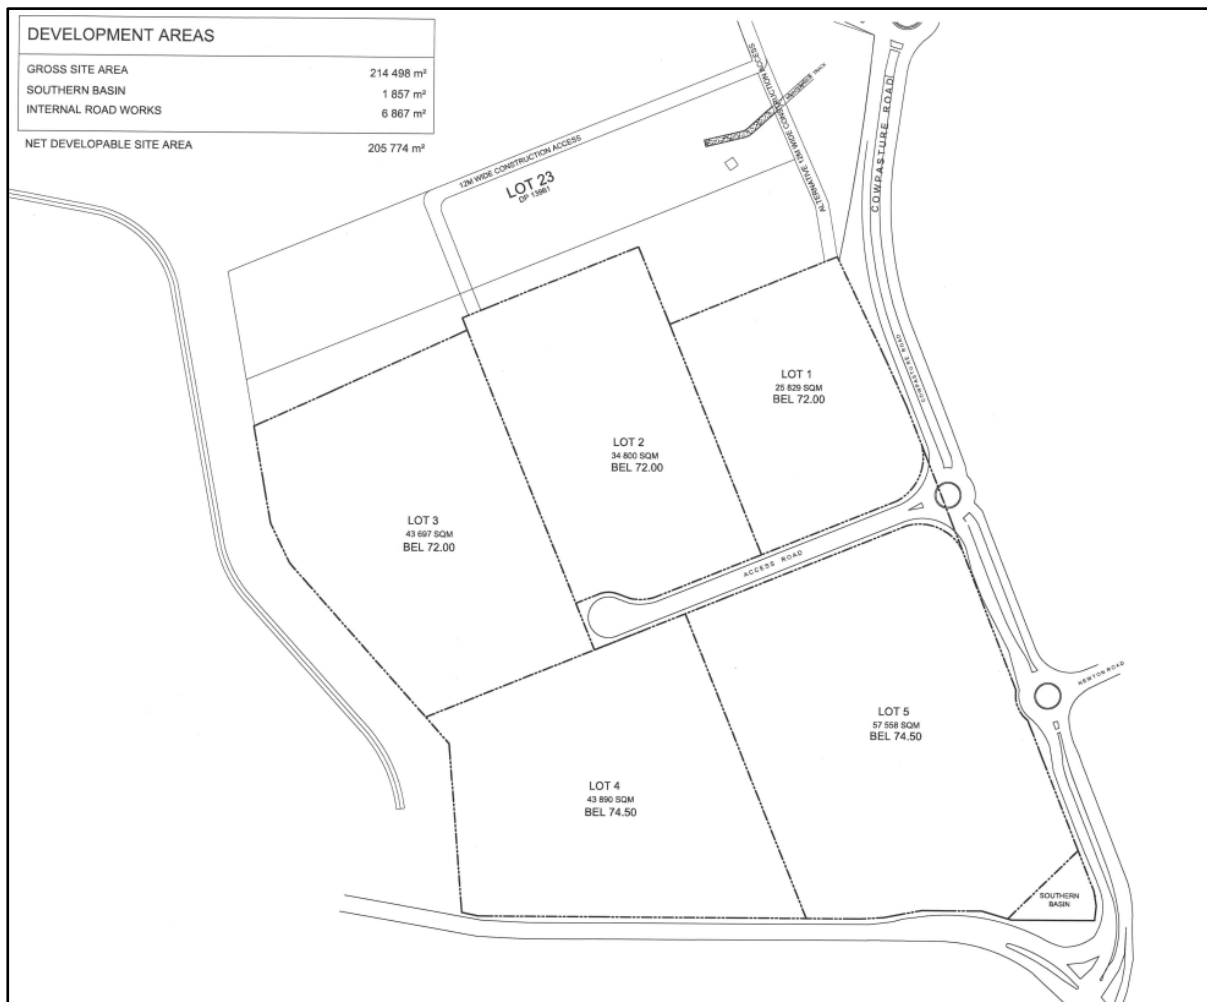 DEVELOPMENT AREAS
GROSS SITE AREA 214 498 m²
SOUTHERN BASIN 1 857 m²
INTERNAL ROAD WORKS 6 867 m²
NET DEVELOPABLE SITE AREA 205 774 m²
12M WIDE CONSTRUCTION ACCESS
LOT 23
DP 13961
ALTERNATIVE 12M WIDE CONSTRUCTION ACCESS
COWPASTURE ROAD
COWPASTURE ROAD
LOT 1
25 829 SQM
BEL 72.00
LOT 2
34 800 SQM
BEL 72.00
LOT 3
43 697 SQM
BEL 72.00
ACCESS ROAD
NEWTON ROAD
LOT 5
57 558 SQM
BEL 74.50
LOT 4
43 890 SQM
BEL 74.50
SOUTHERN
BASIN